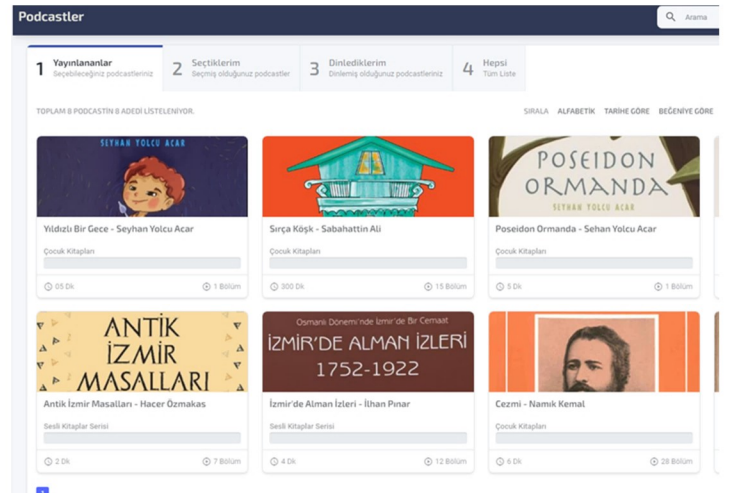 Podcastler
Arama
1 Yayınlananlar
Seçebileceğiniz podcastleriniz
2 Seçtiklerim
Seçmiş olduğunuz podcastler
3 Dinlediklerim
Dinlemiş olduğunuz podcastleriniz
4 Hepsi
Tüm Liste
TOPLAM 8 PODCASTİN 8 ADEDİ LİSTELENİYOR.
SIRALA ALFABETİK TARİHE GÖRE BEĞENİYE GÖRE
SEYHAN YOLCU ACAR
Yıldızlı Bir Gece - Seyhan Yolcu Acar
Çocuk Kitapları
05 Dk
1 Bölüm
Sırça Köşk - Sabahattin Ali
Çocuk Kitapları
300 Dk
15 Bölüm
POSEIDON
ORMANDA
SEYHAN YOLCU ACAR
Poseidon Ormanda - Sehan Yolcu Acar
Çocuk Kitapları
5 Dk
1 Bölüm
ANTİK
İZMİR
MASALLARI
Antik İzmir Masalları - Hacer Özmakas
Sesli Kitaplar Serisi
2 Dk
7 Bölüm
Osmanlı Dönemi'nde İzmir'de Bir Cemaat
İZMİR'DE ALMAN İZLERİ
1752-1922
İzmir'de Alman İzleri - İlhan Pınar
Sesli Kitaplar Serisi
4 Dk
12 Bölüm
Cezmi - Namık Kemal
Çocuk Kitapları
6 Dk
28 Bölüm